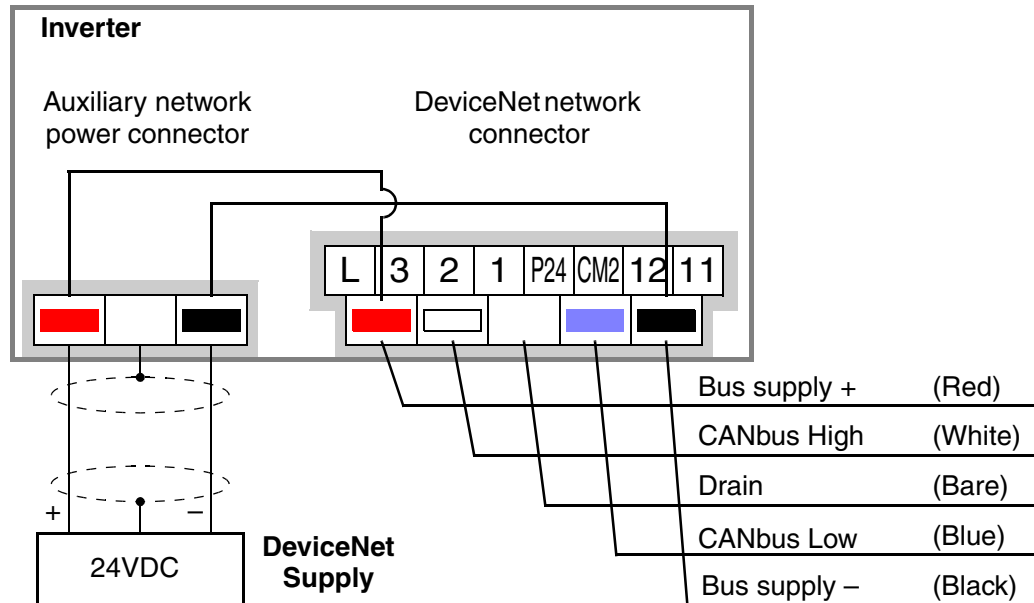 Inverter
Auxiliary network
power connector
DeviceNet network
connector
L 3 2 1 P24 CM2 12 11
Bus supply + (Red)
CANbus High (White)
Drain (Bare)
CANbus Low (Blue)
Bus supply – (Black)
+ –
24VDC
DeviceNet
Supply